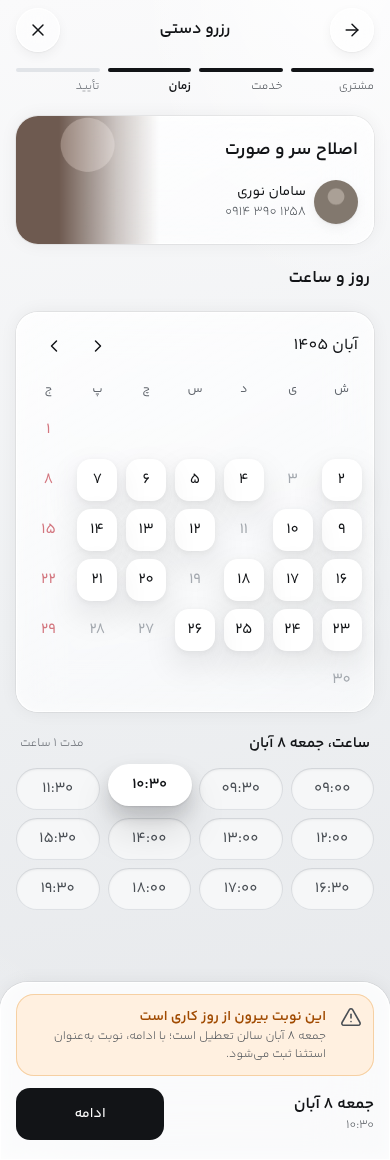 رزرو دستی
مشتری خدمت زمان تأیید
اصلاح سر و صورت
سامان نوری
۰۹۱۴ ۳۹۰ ۱۲۵۸
روز و ساعت
آبان ۱۴۰۵
ش ی د س چ پ ج
۱
۲ ۳ ۴ ۵ ۶ ۷ ۸
۹ ۱۰ ۱۱ ۱۲ ۱۳ ۱۴ ۱۵
۱۶ ۱۷ ۱۸ ۱۹ ۲۰ ۲۱ ۲۲
۲۳ ۲۴ ۲۵ ۲۶ ۲۷ ۲۸ ۲۹
۳۰
ساعت، جمعه ۸ آبان مدت ۱ ساعت
۰۹:۰۰ ۰۹:۳۰ ۱۰:۳۰ ۱۱:۳۰
۱۲:۰۰ ۱۳:۰۰ ۱۴:۰۰ ۱۵:۳۰
۱۶:۳۰ ۱۷:۰۰ ۱۸:۰۰ ۱۹:۳۰
این نوبت بیرون از روز کاری است
جمعه ۸ آبان سالن تعطیل است؛ با ادامه، نوبت به‌عنوان
استثنا ثبت می‌شود.
جمعه ۸ آبان
۱۰:۳۰
ادامه